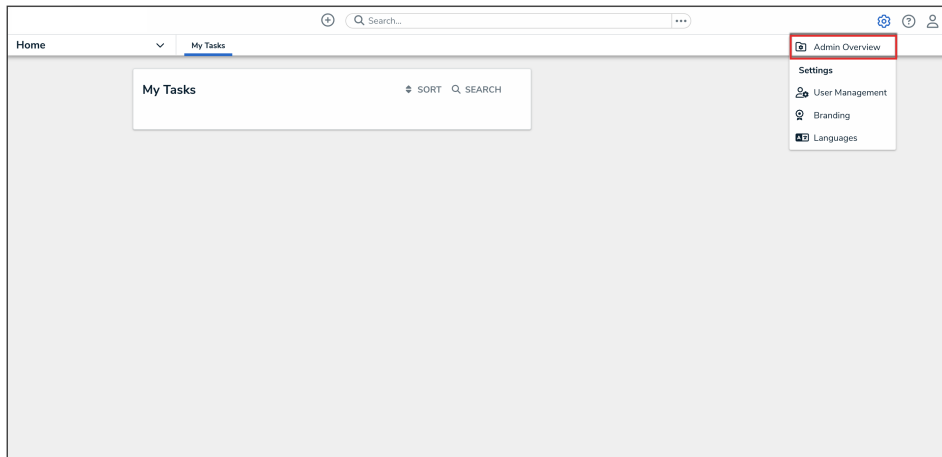 Search...
Home
My Tasks
Admin Overview
Settings
User Management
Branding
Languages
My Tasks
SORT
SEARCH